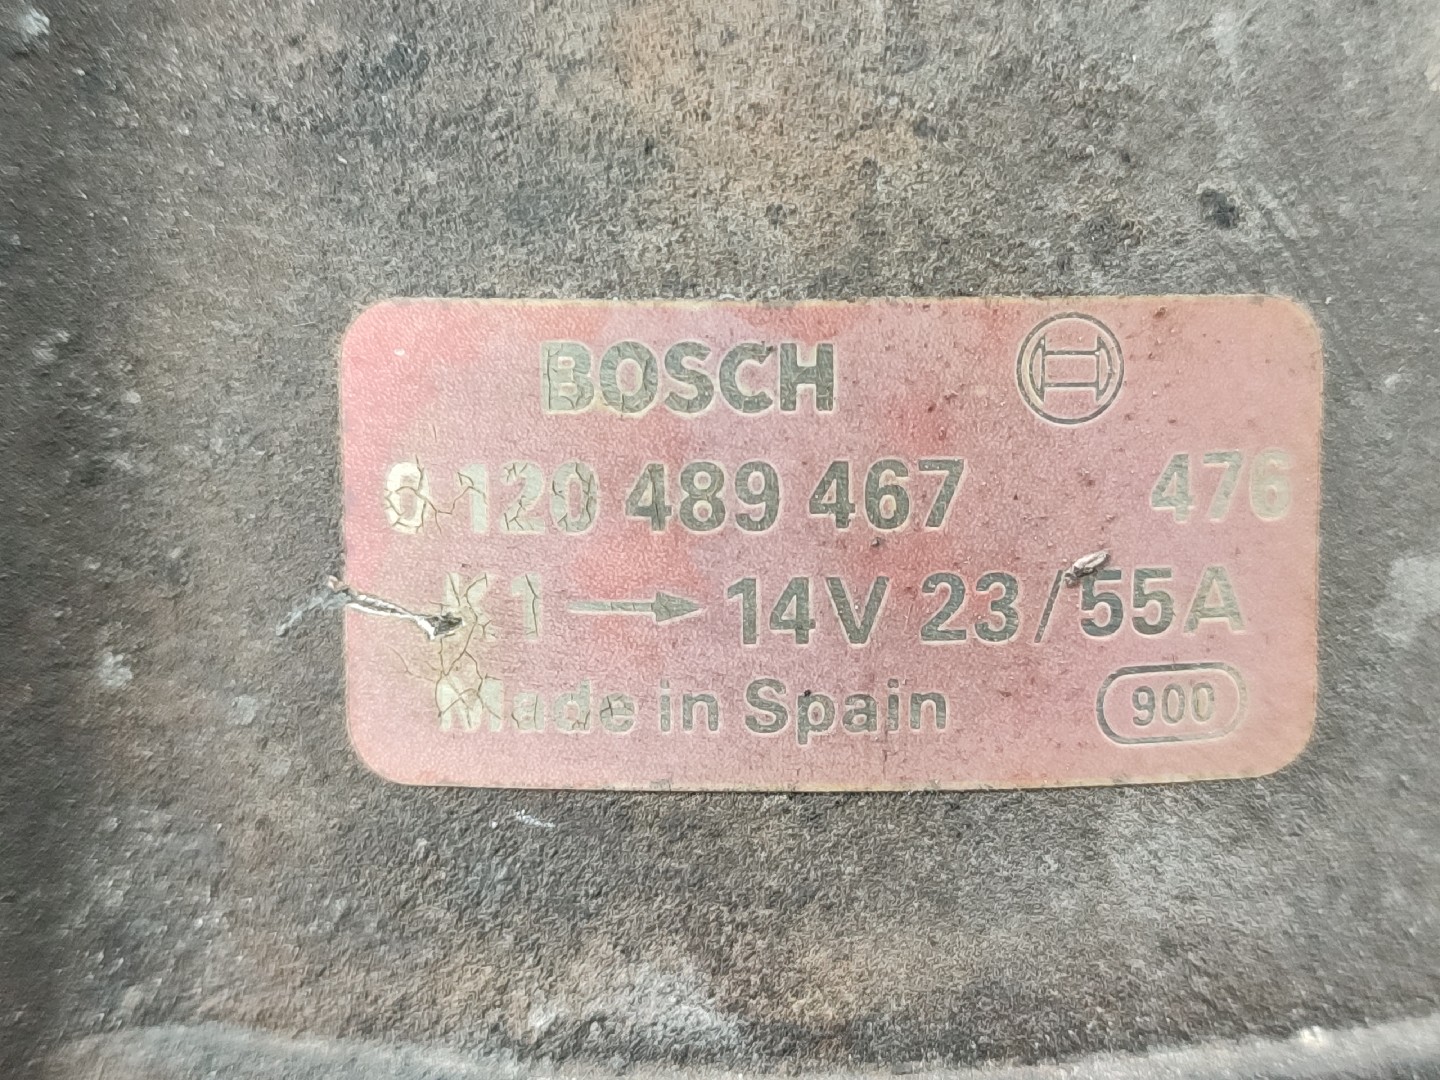 BOSCH
0 120 489 467 476
K1 → 14V 23/55A
Made in Spain 900